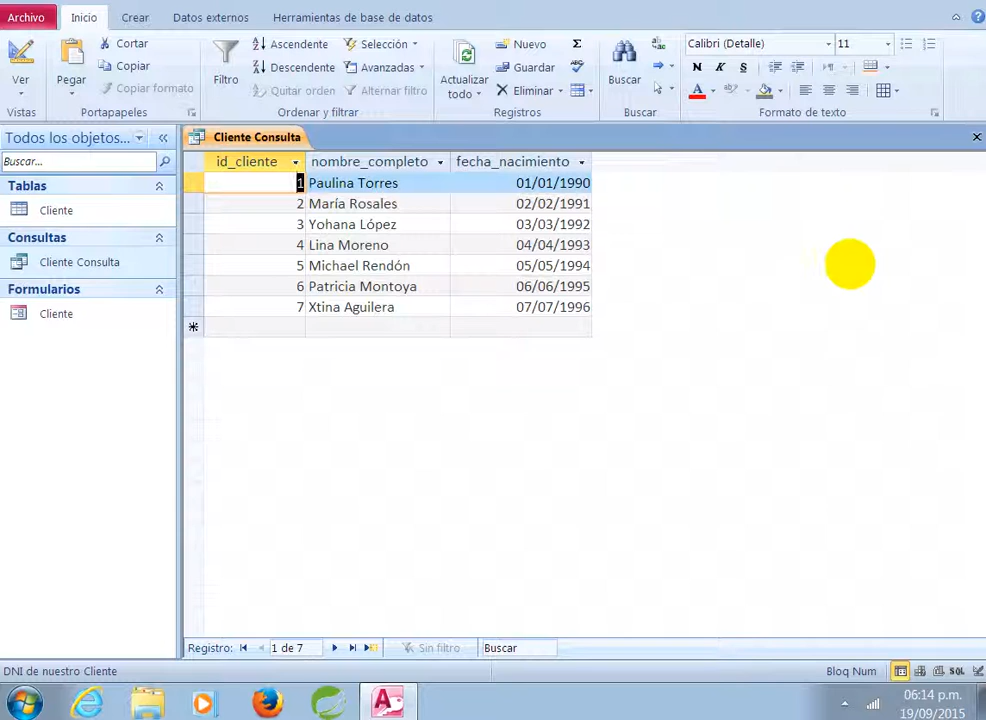 Archivo Inicio Crear Datos externos Herramientas de base de datos
Ver
Vistas
Pegar
Cortar
Copiar
Copiar formato
Portapapeles
Filtro
Ascendente
Descendente
Quitar orden
Selección
Avanzadas
Alternar filtro
Ordenar y filtrar
Actualizar
todo
Nuevo
Guardar
Eliminar
Σ
Registros
Buscar
Buscar
Calibri (Detalle) 11
N K S
A
Formato de texto
Todos los objetos...
Buscar...
Tablas
Cliente
Consultas
Cliente Consulta
Formularios
Cliente
Cliente Consulta
id_cliente nombre_completo fecha_nacimiento
1 Paulina Torres 01/01/1990
2 María Rosales 02/02/1991
3 Yohana López 03/03/1992
4 Lina Moreno 04/04/1993
5 Michael Rendón 05/05/1994
6 Patricia Montoya 06/06/1995
7 Xtina Aguilera 07/07/1996
Registro: 1 de 7 Sin filtro Buscar
DNI de nuestro Cliente Bloq Num SQL
06:14 p.m.
19/09/2015